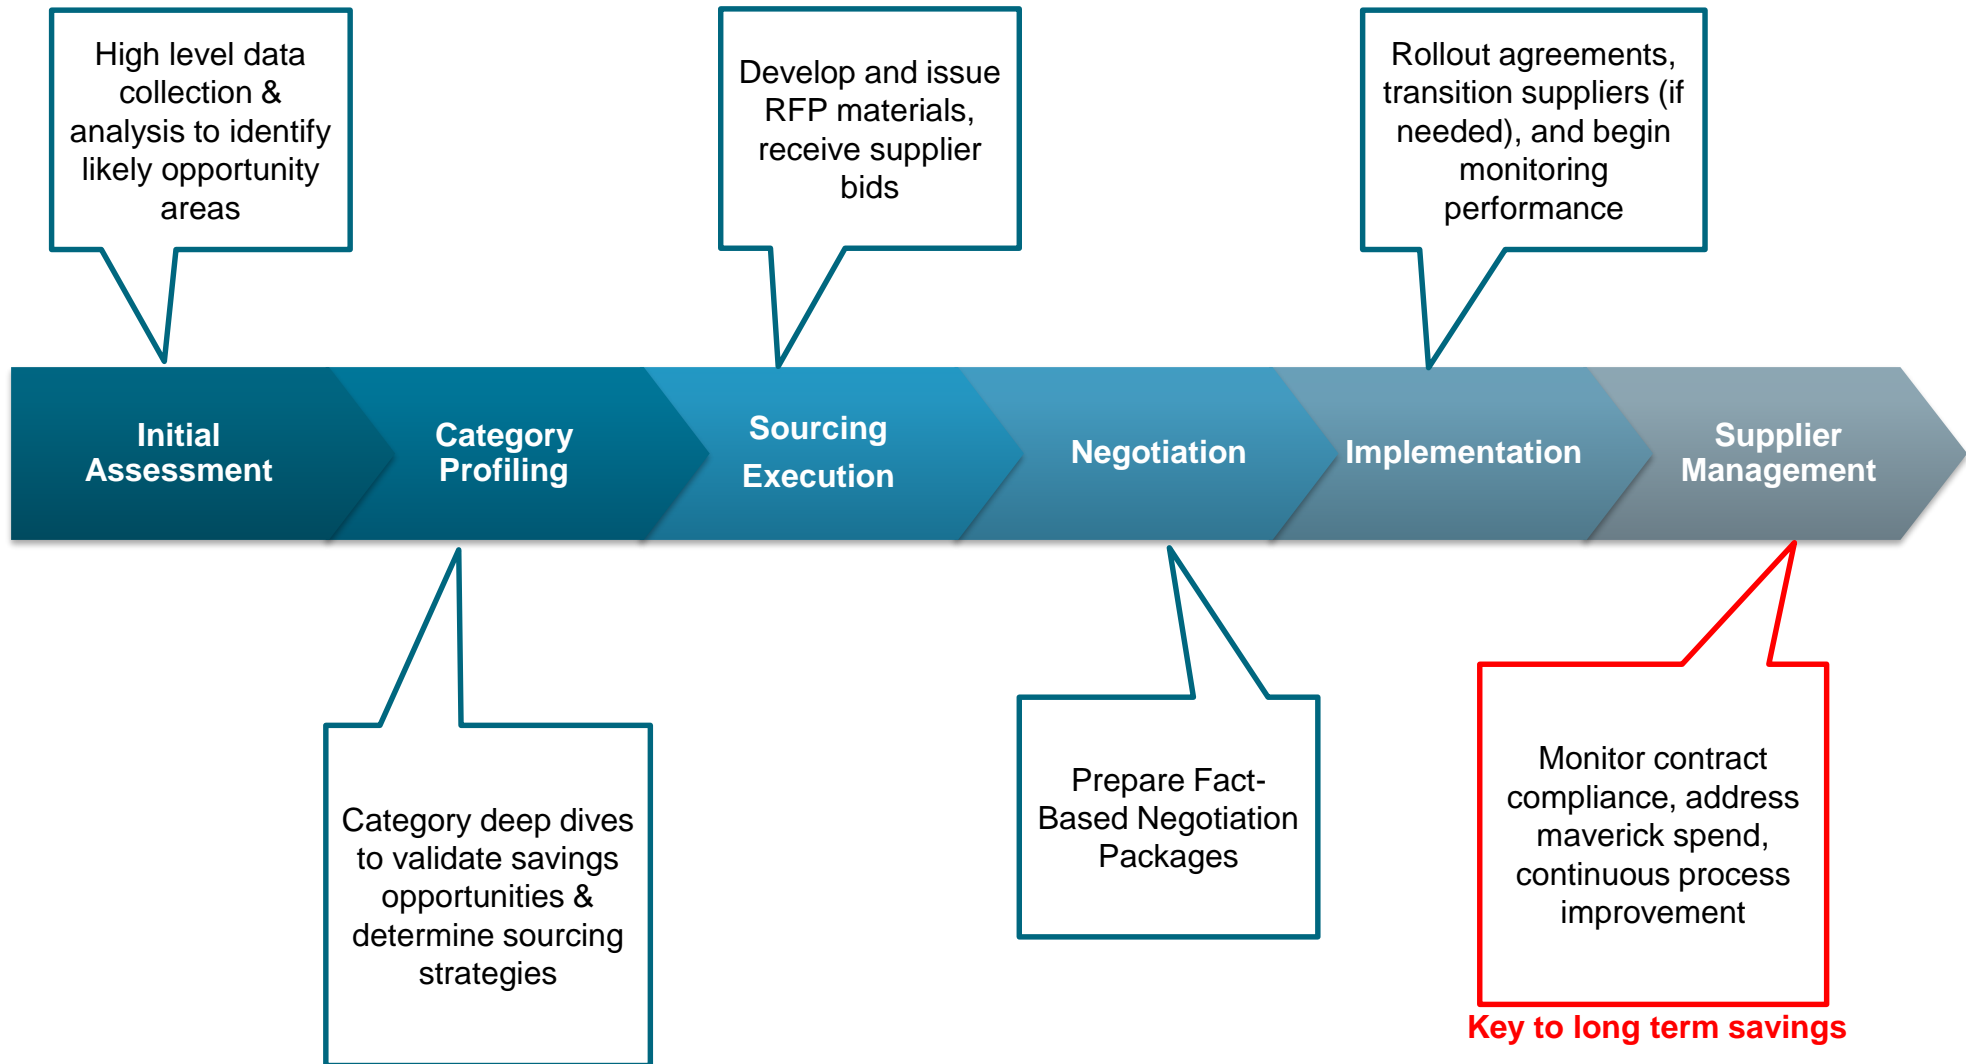 High level data
collection &
analysis to identify
likely opportunity
areas
Develop and issue
RFP materials,
receive supplier
bids
Rollout agreements,
transition suppliers (if
needed), and begin
monitoring
performance
Initial
Assessment
Category
Profiling
Sourcing
Execution
Negotiation
Implementation
Supplier
Management
Category deep dives
to validate savings
opportunities &
determine sourcing
strategies
Prepare Fact-
Based Negotiation
Packages
Monitor contract
compliance, address
maverick spend,
continuous process
improvement
Key to long term savings